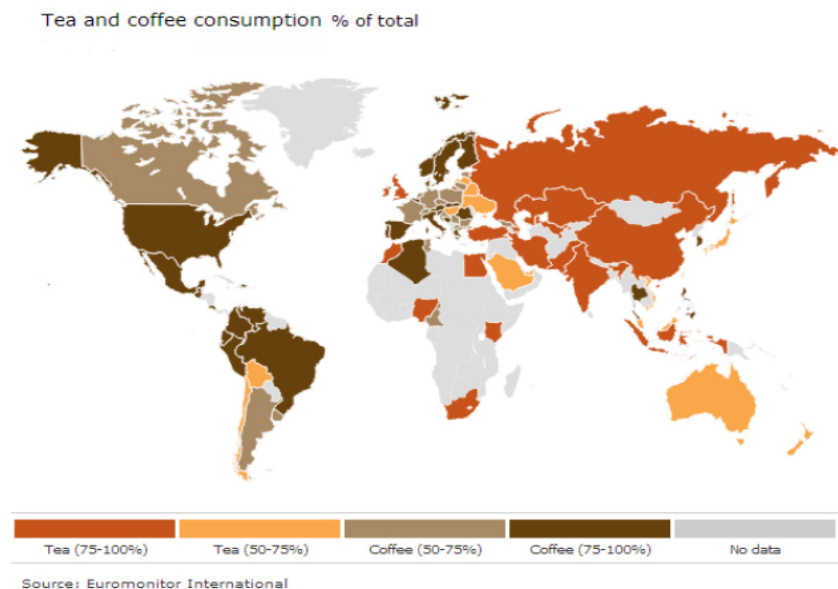 Tea and coffee consumption % of total
Tea (75-100%)
Tea (50-75%)
Coffee (50-75%)
Coffee (75-100%)
No data
Source: Euromonitor International